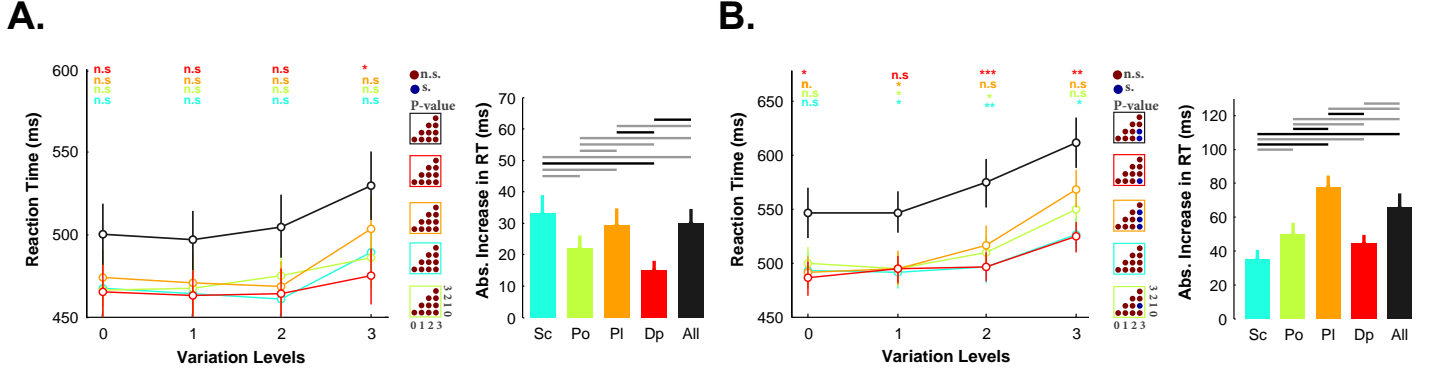 A.
B.
Reaction Time (ms)
600
550
500
450
n.s n.s n.s *
n.s n.s n.s n.s
n.s n.s n.s n.s
n.s n.s n.s n.s
0 1 2 3
Variation Levels
n.s.
s.
P-value
3 2 1 0
0 1 2 3
Abs. Increase in RT (ms)
70
60
50
40
30
20
10
0
Sc Po Pl Dp All
Reaction Time (ms)
650
600
550
500
450
* n.s *** **
n. * n.s n.s
n.s * * n.s
n.s * ** *
0 1 2 3
Variation Levels
n.s.
s.
P-value
3 2 1 0
0 1 2 3
Abs. Increase in RT (ms)
120
100
80
60
40
20
0
Sc Po Pl Dp All